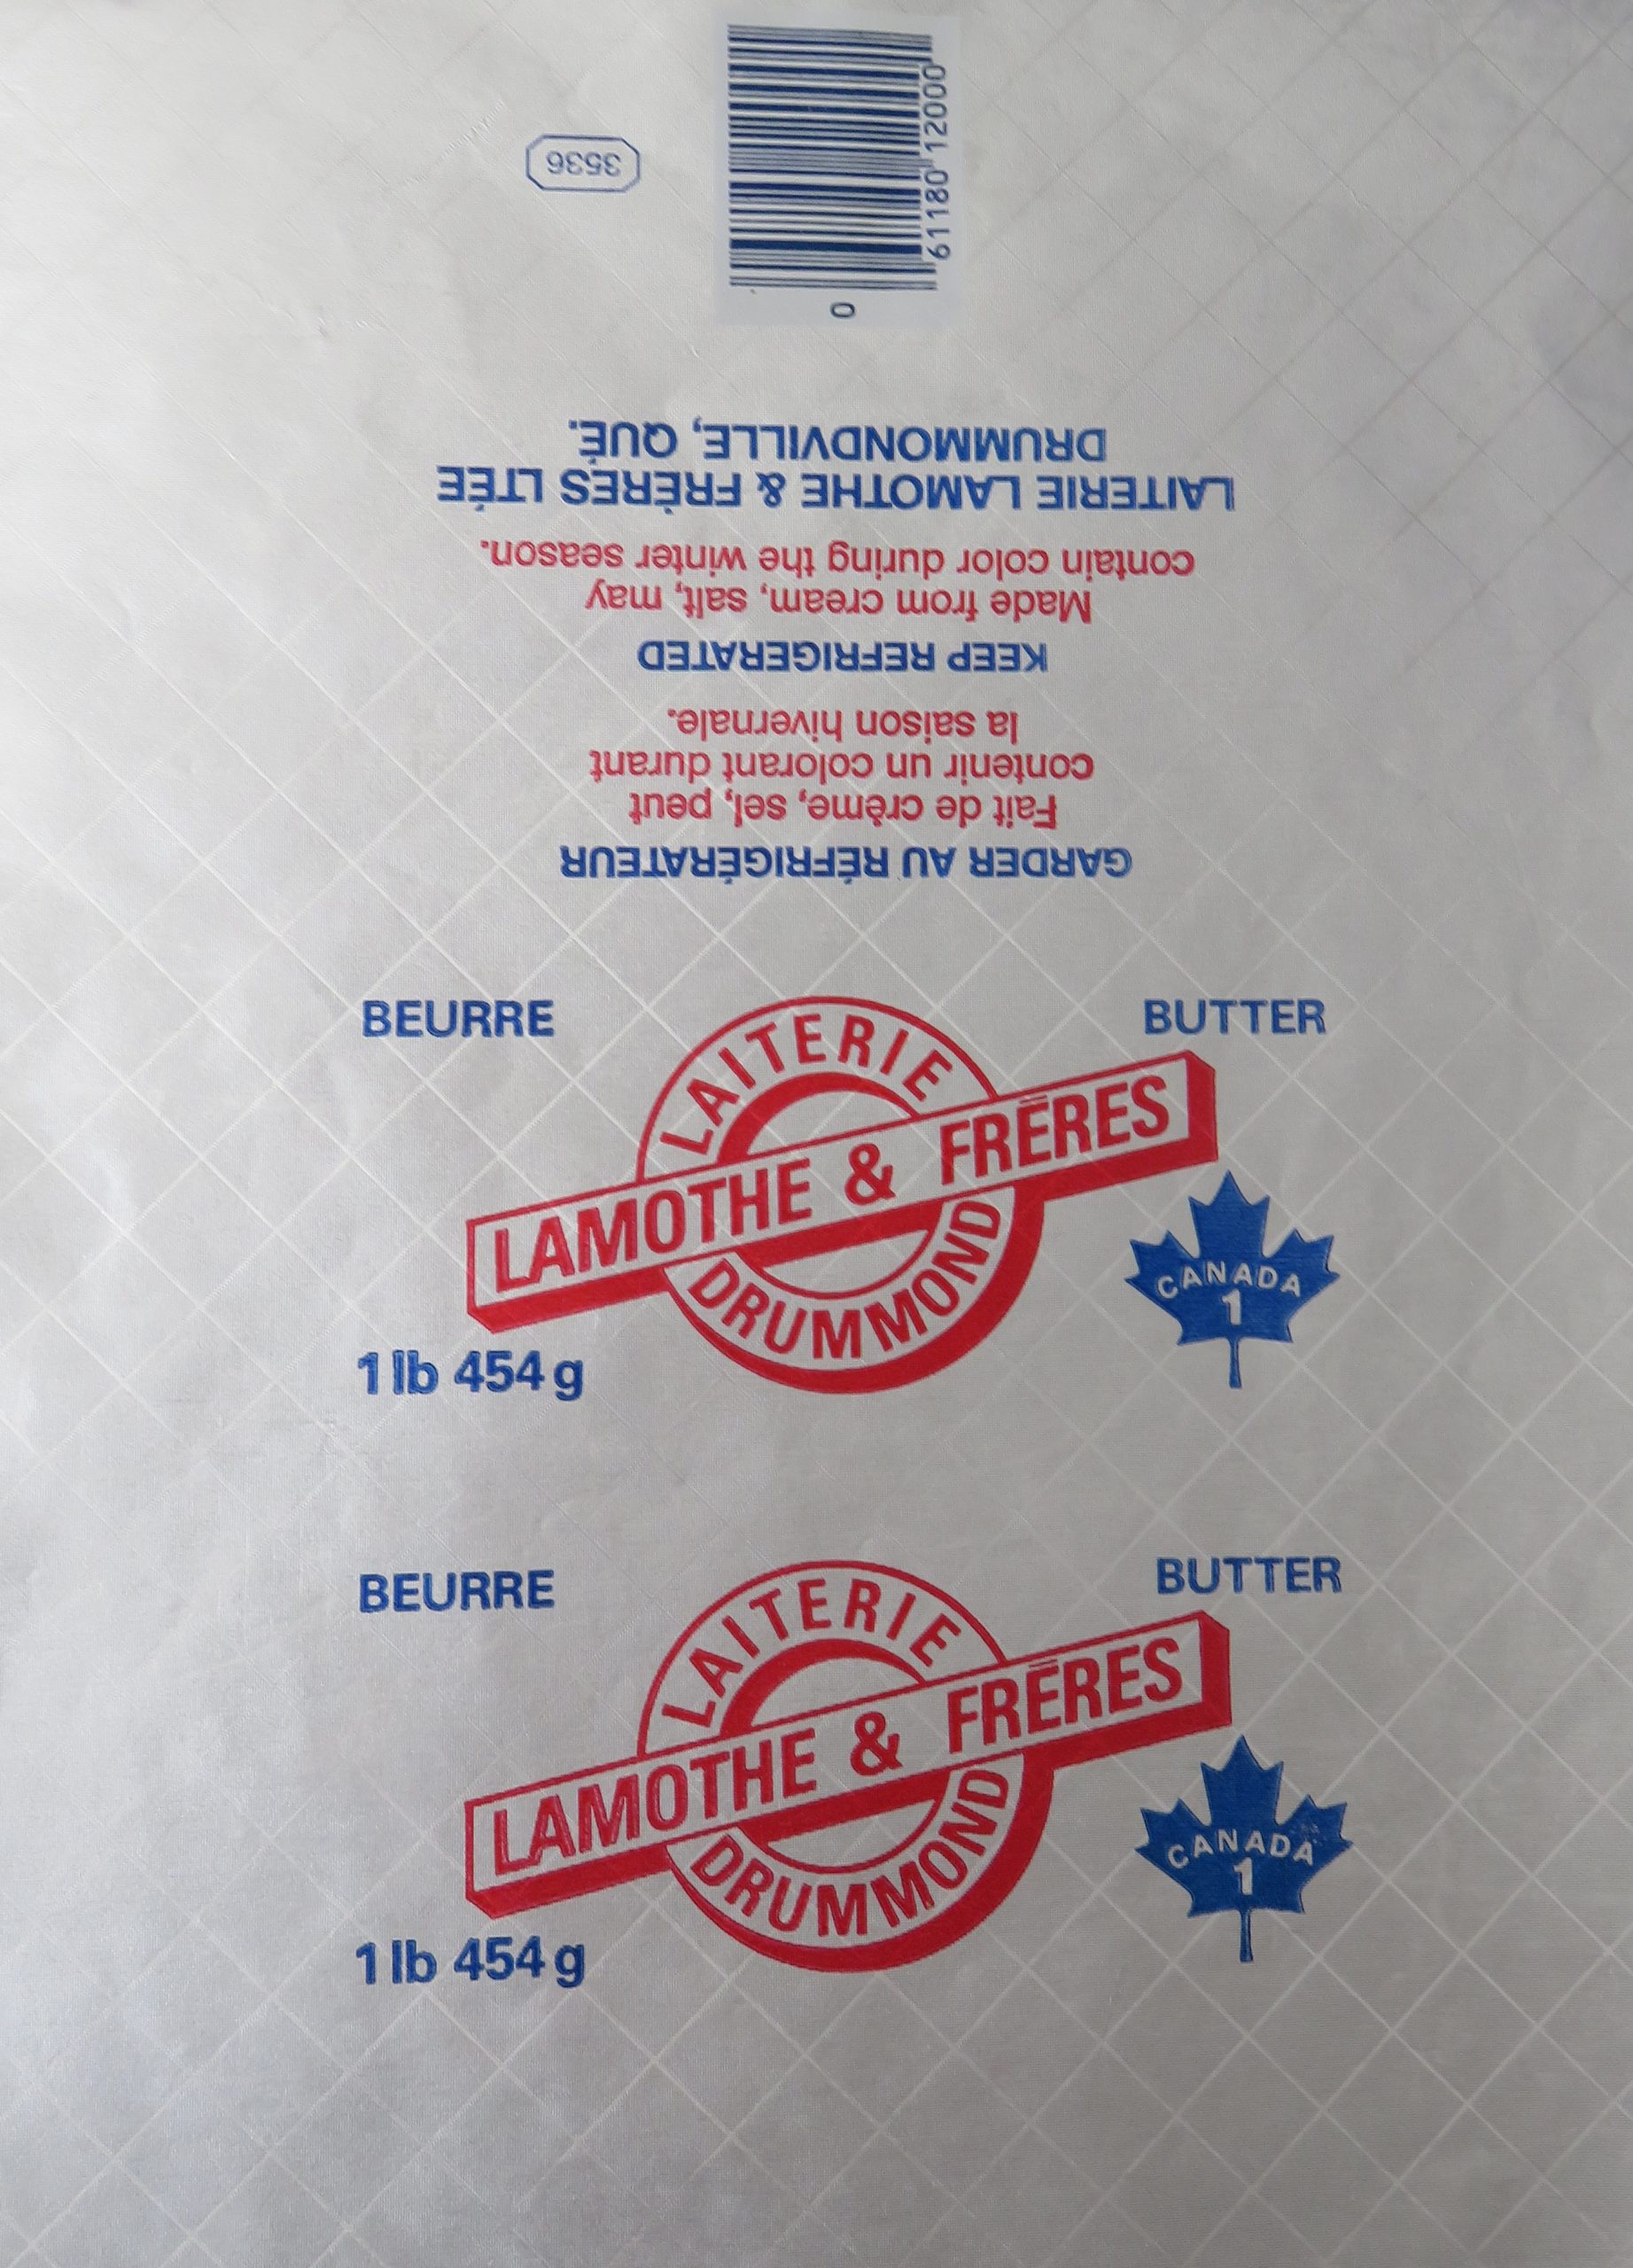 0
61180 12000
3536
GARDER AU RÉFRIGÉRATEUR
Fait de crème, sel, peut
contenir un colorant durant
la saison hivernale.
KEEP REFRIGERATED
Made from cream, salt, may
contain color during the winter season.
LAITERIE LAMOTHE & FRÈRES LTÉE
DRUMMONDVILLE, QUÉ.
BEURRE
BUTTER
LAITERIE
LAMOTHE & FRÈRES
DRUMMOND
CANADA
1
1 lb 454 g
BEURRE
BUTTER
LAITERIE
LAMOTHE & FRÈRES
DRUMMOND
CANADA
1
1 lb 454 g